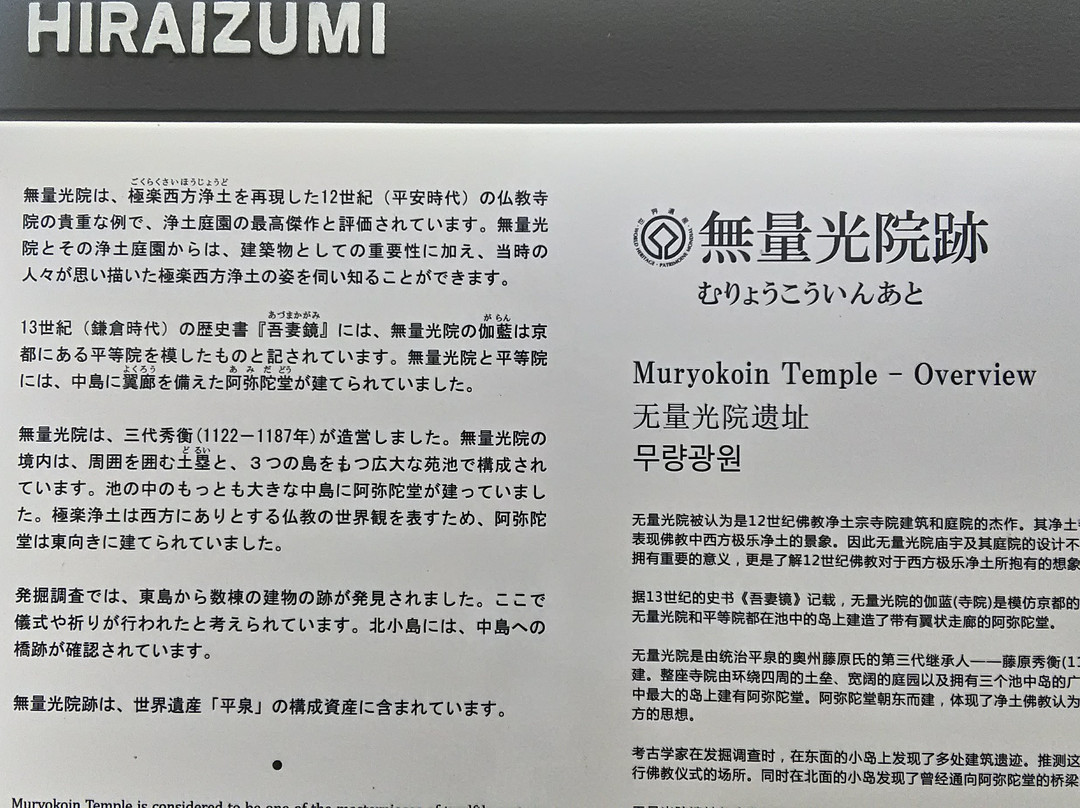 HIRAIZUMI
ごくらくさいほうじょうど
無量光院は、極楽西方浄土を再現した12世紀（平安時代）の仏教寺
院の貴重な例で、浄土庭園の最高傑作と評価されています。無量光
院とその浄土庭園からは、建築物としての重要性に加え、当時の
人々が思い描いた極楽西方浄土の姿を伺い知ることができます。
あづまかがみ がらん
13世紀（鎌倉時代）の歴史書『吾妻鏡』には、無量光院の伽藍は京
都にある平等院を模したものと記されています。無量光院と平等院
よくろう あみだどう
には、中島に翼廊を備えた阿弥陀堂が建てられていました。
無量光院は、三代秀衡(1122－1187年)が造営しました。無量光院の
どるい
境内は、周囲を囲む土塁と、３つの島をもつ広大な苑池で構成され
ています。池の中のもっとも大きな中島に阿弥陀堂が建っていまし
た。極楽浄土は西方にありとする仏教の世界観を表すため、阿弥陀
堂は東向きに建てられていました。
発掘調査では、東島から数棟の建物の跡が発見されました。ここで
儀式や祈りが行われたと考えられています。北小島には、中島への
橋跡が確認されています。
無量光院跡は、世界遺産「平泉」の構成資産に含まれています。
●
Muryokoin Temple is considered to be one of the masterpieces of
世界遺産
WORLD HERITAGE · PATRIMOINE MONDIAL
無量光院跡
むりょうこういんあと
Muryokoin Temple – Overview
无量光院遗址
무량광원
无量光院被认为是12世纪佛教净土宗寺院建筑和庭院的杰作。其净土
表现佛教中西方极乐净土的景象。因此无量光院庙宇及其庭院的设计不
拥有重要的意义，更是了解12世纪佛教对于西方极乐净土所抱有的想象
据13世纪的史书《吾妻镜》记载，无量光院的伽蓝(寺院)是模仿京都的
无量光院和平等院都在池中的岛上建造了带有翼状走廊的阿弥陀堂。
无量光院是由统治平泉的奥州藤原氏的第三代继承人——藤原秀衡(11
建。整座寺院由环绕四周的土垒、宽阔的庭园以及拥有三个池中岛的广
中最大的岛上建有阿弥陀堂。阿弥陀堂朝东而建，体现了净土佛教认为
方的思想。
考古学家在发掘调查时，在东面的小岛上发现了多处建筑遗迹。推测这
行佛教仪式的场所。同时在北面的小岛发现了曾经通向阿弥陀堂的桥梁